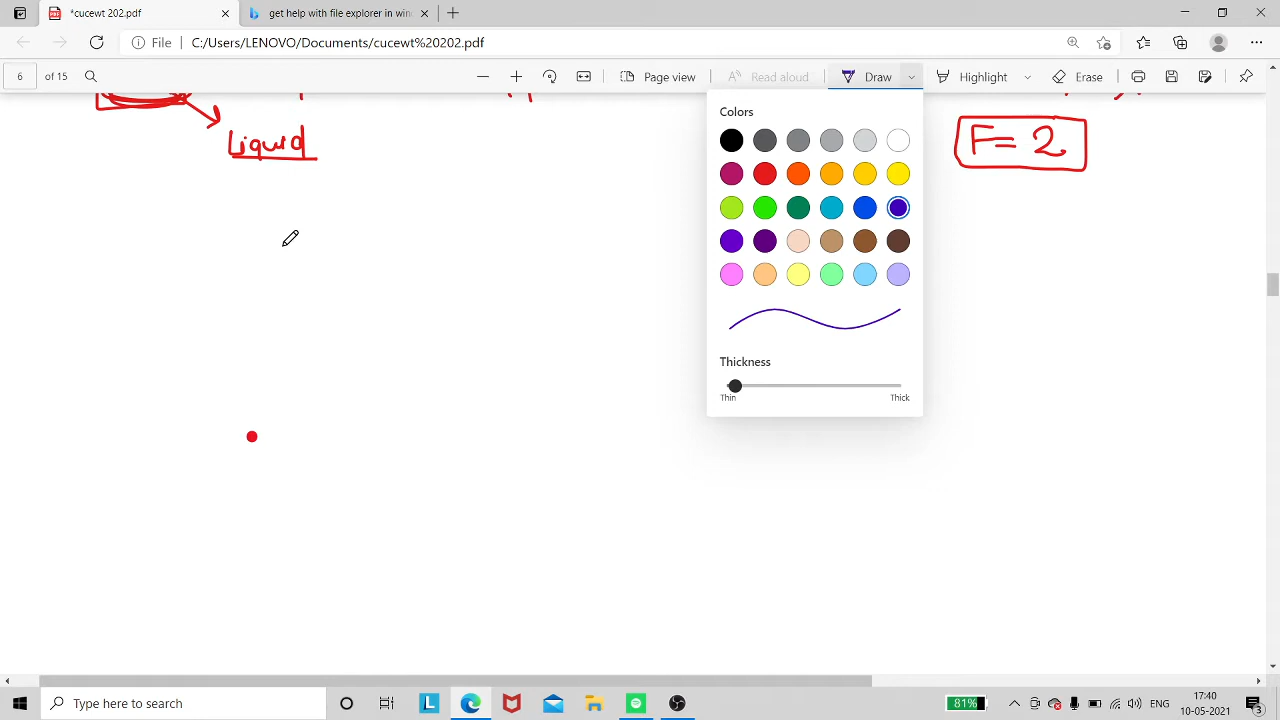 *cucewt 202.pdf
get help with file explorer in win
File
C:/Users/LENOVO/Documents/cucewt%20202.pdf
6 of 15
Page view
Read aloud
Draw
Highlight
Erase
Liquid
F= 2
Colors
Thickness
Thin
Thick
Type here to search
81%
ENG
17:40
10-05-2021
3